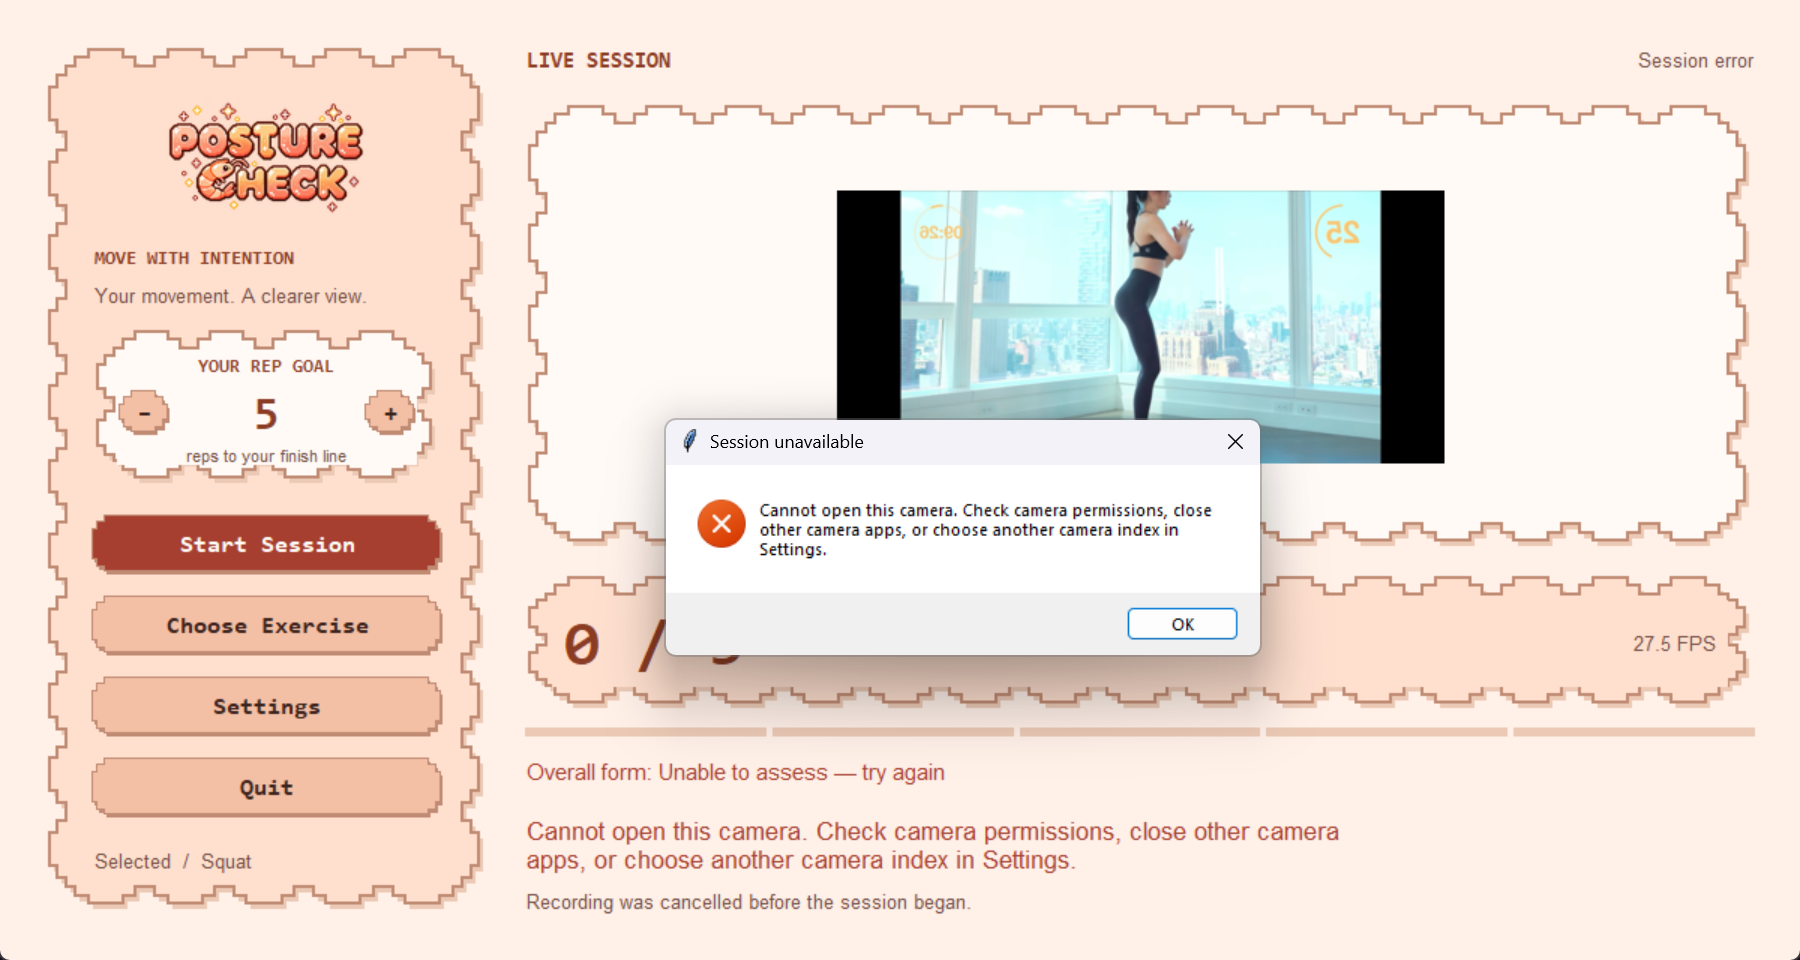 POSTURE
CHECK
MOVE WITH INTENTION
Your movement. A clearer view.
YOUR REP GOAL
-
5
+
reps to your finish line
Start Session
Choose Exercise
Settings
Quit
Selected / Squat
LIVE SESSION
Session error
09:26
25
Session unavailable
Cannot open this camera. Check camera permissions, close
other camera apps, or choose another camera index in
Settings.
OK
0 / 5
27.5 FPS
Overall form: Unable to assess — try again
Cannot open this camera. Check camera permissions, close other camera
apps, or choose another camera index in Settings.
Recording was cancelled before the session began.